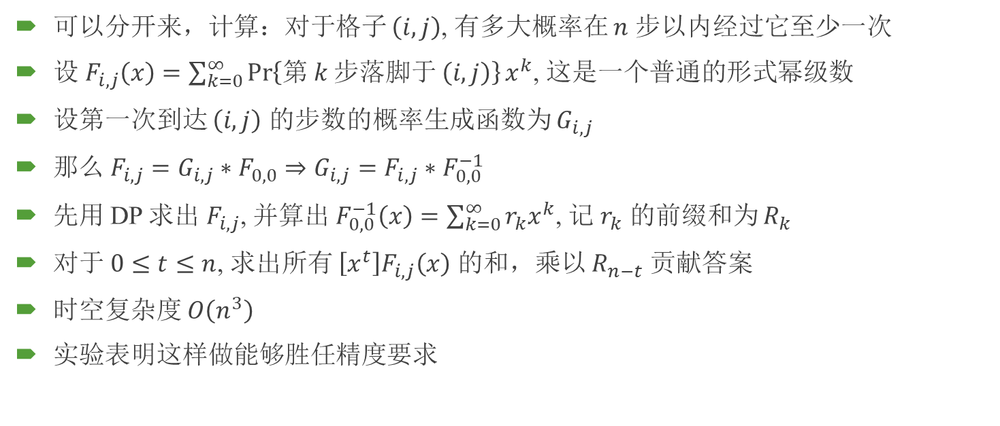 可以分开来，计算：对于格子 (i,j), 有多大概率在 n 步以内经过它至少一次
设 F_{i,j}(x) = ∑_{k=0}^{∞} Pr{第 k 步落脚于 (i,j)} x^k, 这是一个普通的形式幂级数
设第一次到达 (i,j) 的步数的概率生成函数为 G_{i,j}
那么 F_{i,j} = G_{i,j} * F_{0,0} ⇒ G_{i,j} = F_{i,j} * F_{0,0}^{-1}
先用 DP 求出 F_{i,j}, 并算出 F_{0,0}^{-1}(x) = ∑_{k=0}^{∞} r_k x^k, 记 r_k 的前缀和为 R_k
对于 0 ≤ t ≤ n, 求出所有 [x^t]F_{i,j}(x) 的和，乘以 R_{n-t} 贡献答案
时空复杂度 O(n^3)
实验表明这样做能够胜任精度要求